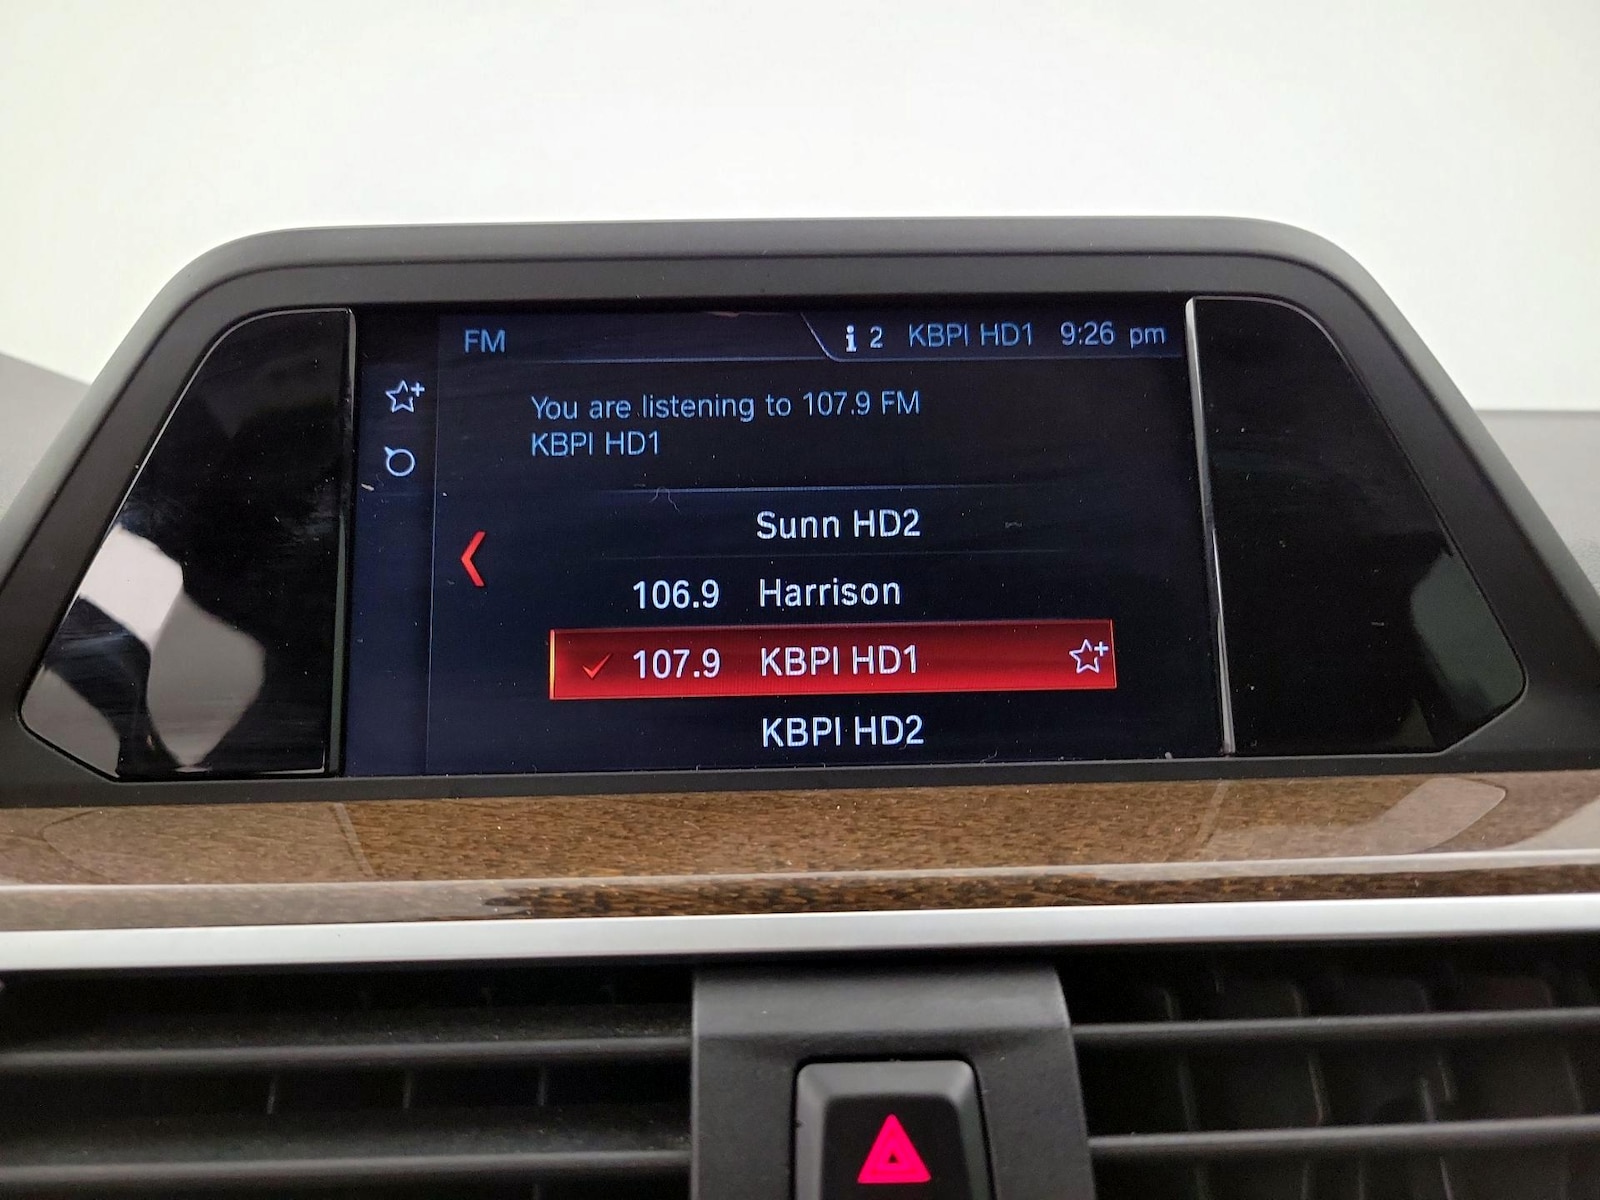 FM
i 2 KBPI HD1 9:26 pm
You are listening to 107.9 FM
KBPI HD1
Sunn HD2
106.9 Harrison
107.9 KBPI HD1
KBPI HD2